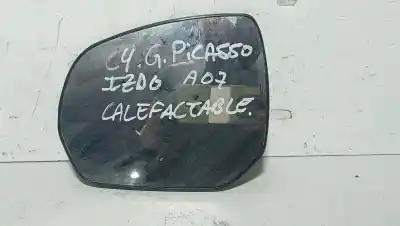 C4.G.PiCASSO
IZDO A07
CALEFACTABLE.